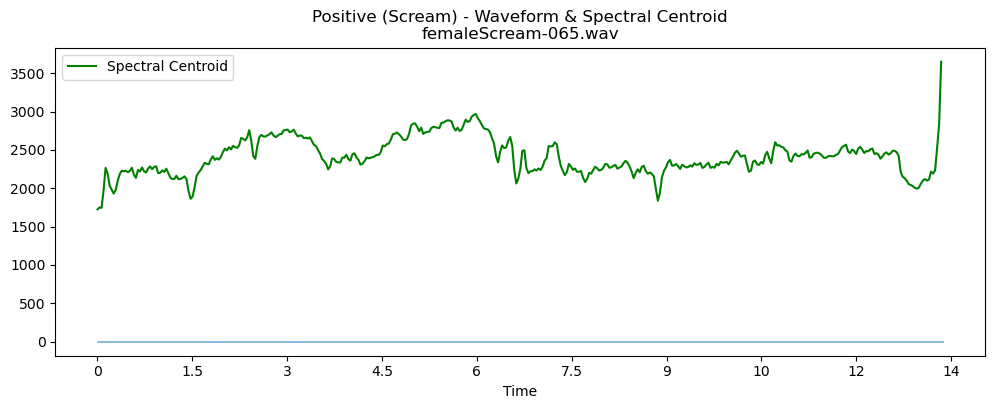 Positive (Scream) - Waveform & Spectral Centroid
femaleScream-065.wav
Spectral Centroid
3500
3000
2500
2000
1500
1000
500
0
0 1.5 3 4.5 6 7.5 9 10 12 14
Time